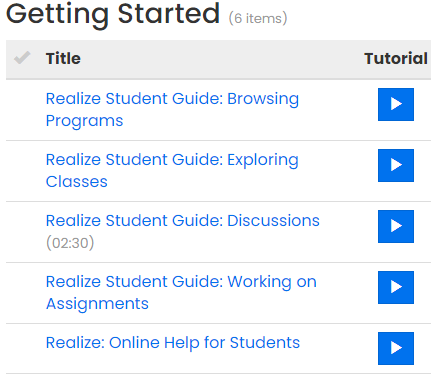 Getting Started (6 items)
Title Tutorial
Realize Student Guide: Browsing
Programs
Realize Student Guide: Exploring
Classes
Realize Student Guide: Discussions
(02:30)
Realize Student Guide: Working on
Assignments
Realize: Online Help for Students